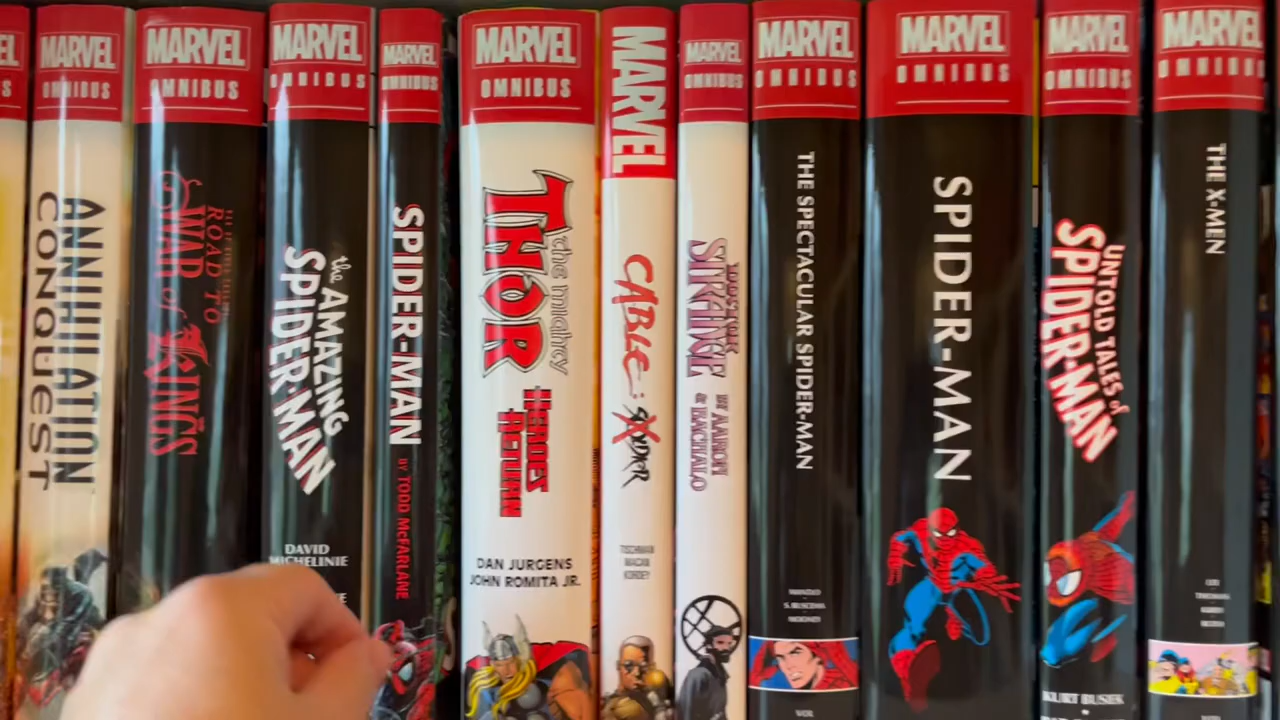 MARVEL
OMNIBUS
ANNIHILATION
CONQUEST
MARVEL
OMNIBUS
ROAD TO
WAR of KINGS
MARVEL
OMNIBUS
the AMAZING
SPIDER-MAN
DAVID
MICHELINIE
MARVEL
OMNIBUS
SPIDER-MAN
BY TODD McFARLANE
MARVEL
OMNIBUS
the mighty
THOR
HEROES
RETURN
DAN JURGENS
JOHN ROMITA JR.
MARVEL
CABLE:
MARVEL
OMNIBUS
DOCTOR
STRANGE
BY AARON
& BACHALO
MARVEL
OMNIBUS
THE SPECTACULAR SPIDER-MAN
MARVEL
OMNIBUS
SPIDER-MAN
MARVEL
OMNIBUS
UNTOLD TALES of
SPIDER-MAN
KURT BUSIEK
MARVEL
OMNIBUS
THE X-MEN